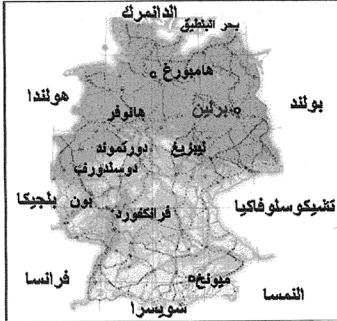 الدانمرك
بحر البلطيق
هامبورغ
هولندا
هانوفر
برلين
بولند
دورتموند
ليبزيغ
دوسلدورف
بون
بلجيكا
فرانكفورد
تشيكوسلوفاكيا
فرانسا
ميونخ
النمسا
سويسرا